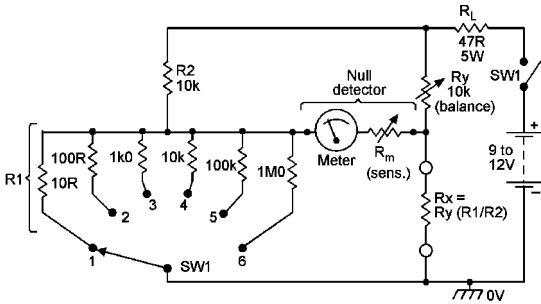 RL
47R
5W
SW1
R2
10k
Null
detector
Ry
10k
(balance)
+
9 to
12V
−
R1
10R
100R
1k0
10k
100k
1M0
Meter
Rm
(sens.)
Rx =
Ry (R1/R2)
1
2
3
4
5
6
SW1
0V